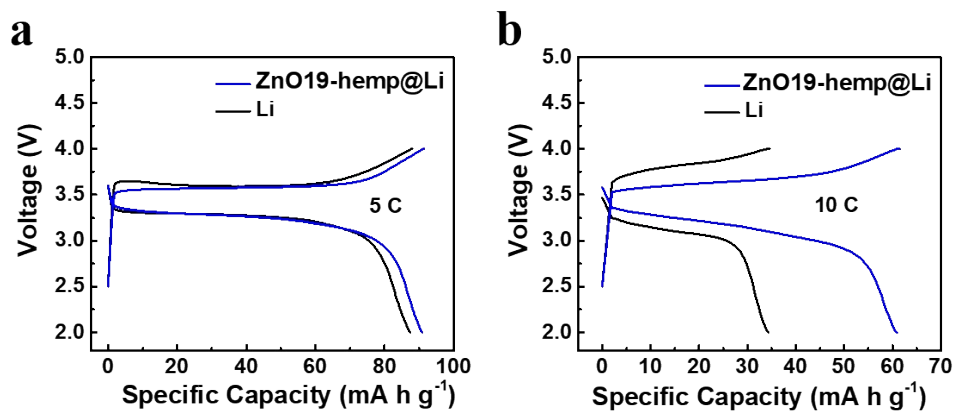 a
5.0
4.5
4.0
3.5
3.0
2.5
2.0
Voltage (V)
ZnO19-hemp@Li
Li
5 C
0 20 40 60 80 100
Specific Capacity (mA h g⁻¹)
b
5.0
4.5
4.0
3.5
3.0
2.5
2.0
Voltage (V)
ZnO19-hemp@Li
Li
10 C
0 10 20 30 40 50 60 70
Specific Capacity (mA h g⁻¹)